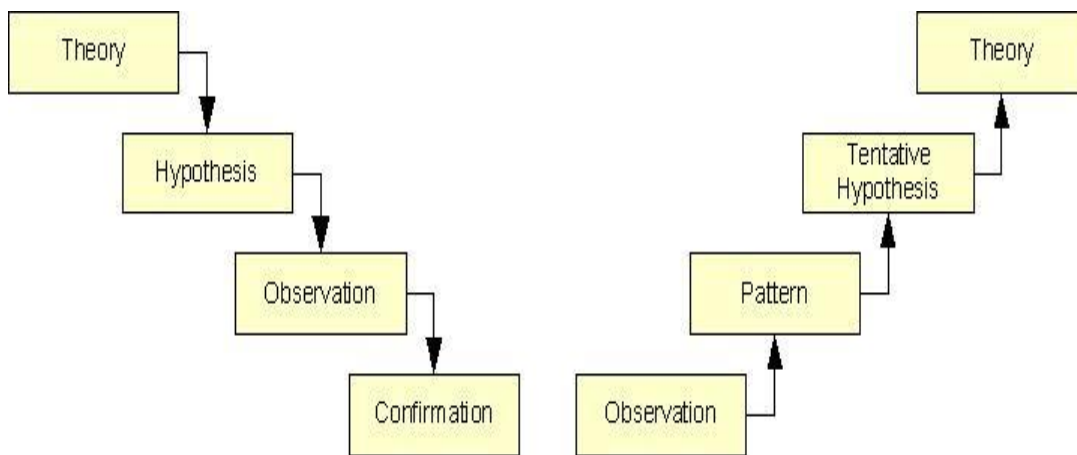 Theory
Hypothesis
Observation
Confirmation
Theory
Tentative
Hypothesis
Pattern
Observation